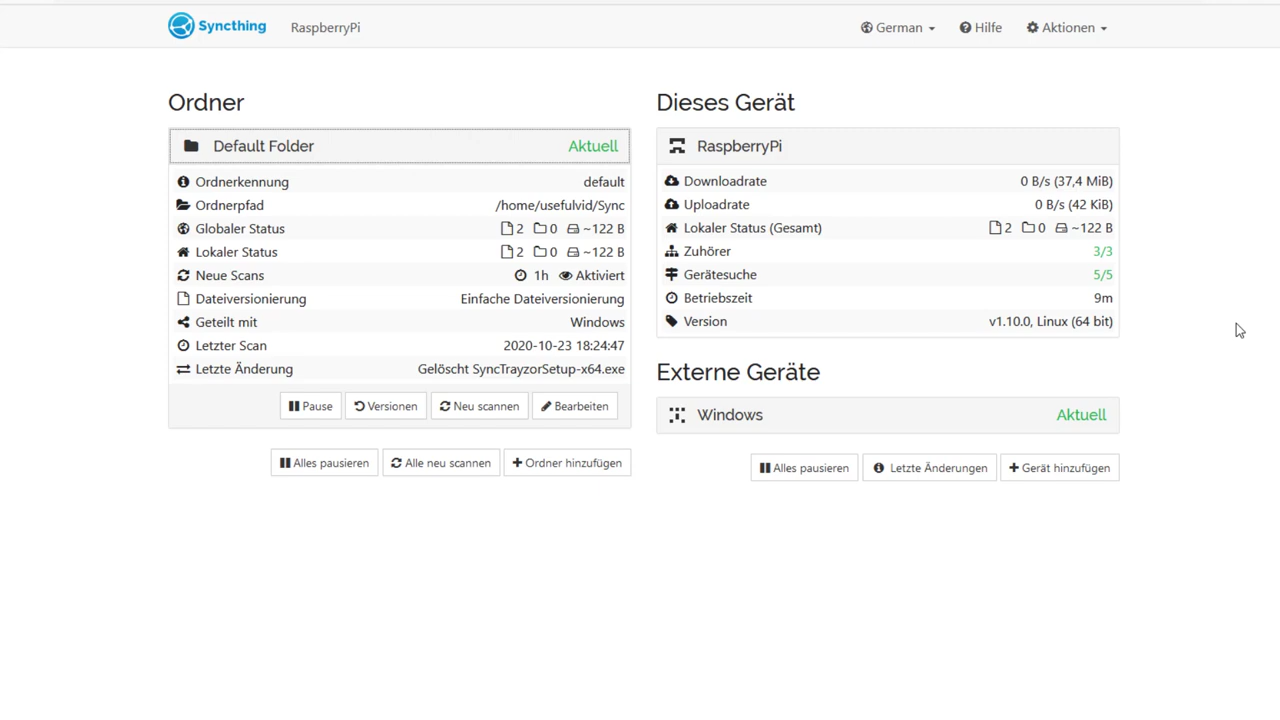 Syncthing RaspberryPi German Hilfe Aktionen
Ordner
Default Folder Aktuell
Ordnerkennung default
Ordnerpfad /home/usefulvid/Sync
Globaler Status 2 0 ~122 B
Lokaler Status 2 0 ~122 B
Neue Scans 1h Aktiviert
Dateiversionierung Einfache Dateiversionierung
Geteilt mit Windows
Letzter Scan 2020-10-23 18:24:47
Letzte Änderung Gelöscht SyncTrayzorSetup-x64.exe
Pause Versionen Neu scannen Bearbeiten
Alles pausieren Alle neu scannen Ordner hinzufügen
Dieses Gerät
RaspberryPi
Downloadrate 0 B/s (37,4 MiB)
Uploadrate 0 B/s (42 KiB)
Lokaler Status (Gesamt) 2 0 ~122 B
Zuhörer 3/3
Gerätesuche 5/5
Betriebszeit 9m
Version v1.10.0, Linux (64 bit)
Externe Geräte
Windows Aktuell
Alles pausieren Letzte Änderungen Gerät hinzufügen